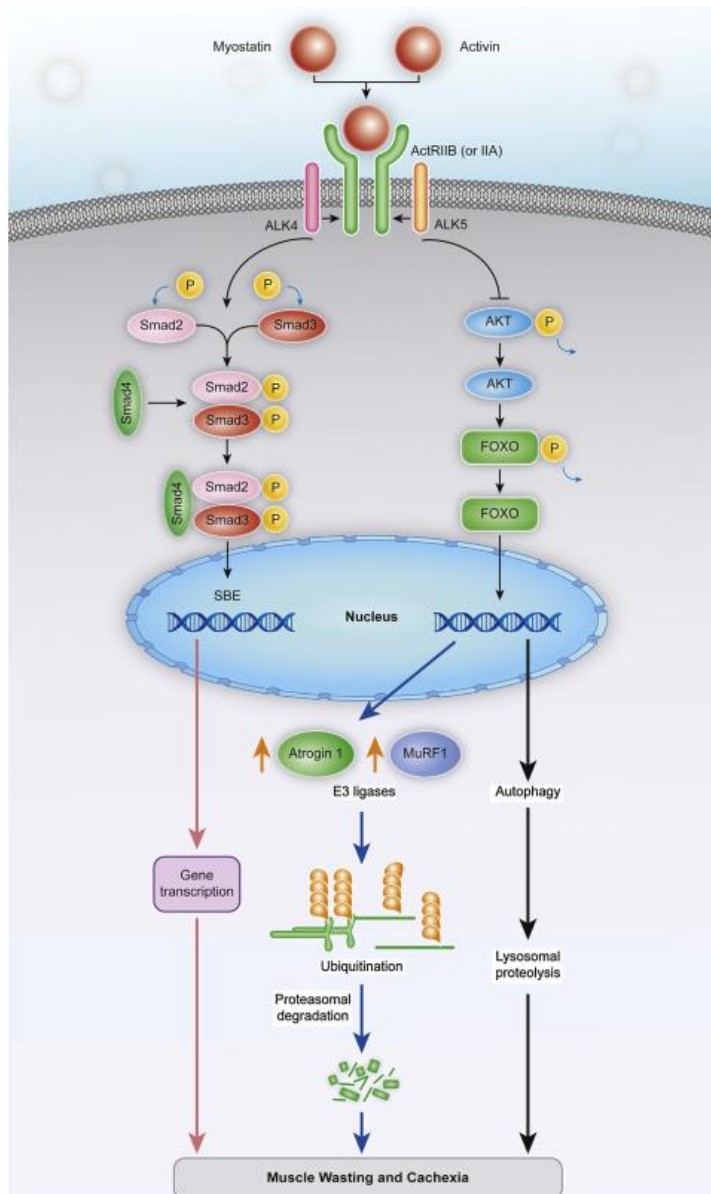 Myostatin
Activin
ActRIIB (or IIA)
ALK4
ALK5
P
P
Smad2
Smad3
AKT
P
Smad4
Smad2
P
Smad3
P
AKT
FOXO
P
Smad4
Smad2
P
Smad3
P
FOXO
SBE
Nucleus
Atrogin 1
MuRF1
E3 ligases
Autophagy
Gene
transcription
Ubiquitination
Lysosomal
proteolysis
Proteasomal
degradation
Muscle Wasting and Cachexia